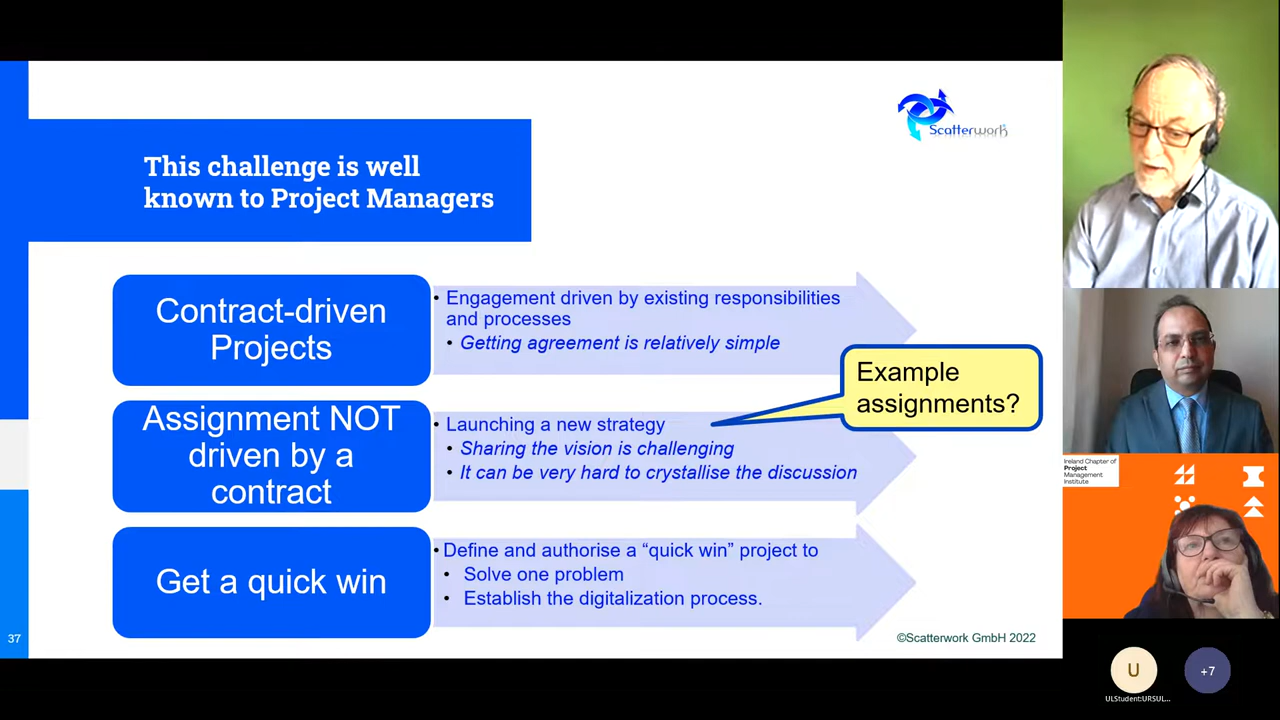 Scatterwork
This challenge is well
known to Project Managers
Contract-driven
Projects
• Engagement driven by existing responsibilities
and processes
• Getting agreement is relatively simple
Example
assignments?
Assignment NOT
driven by a
contract
• Launching a new strategy
• Sharing the vision is challenging
• It can be very hard to crystallise the discussion
Get a quick win
• Define and authorise a “quick win” project to
• Solve one problem
• Establish the digitalization process.
37
©Scatterwork GmbH 2022
Ireland Chapter of
Project
Management
Institute
U
+7
ULStudent:URSUL...